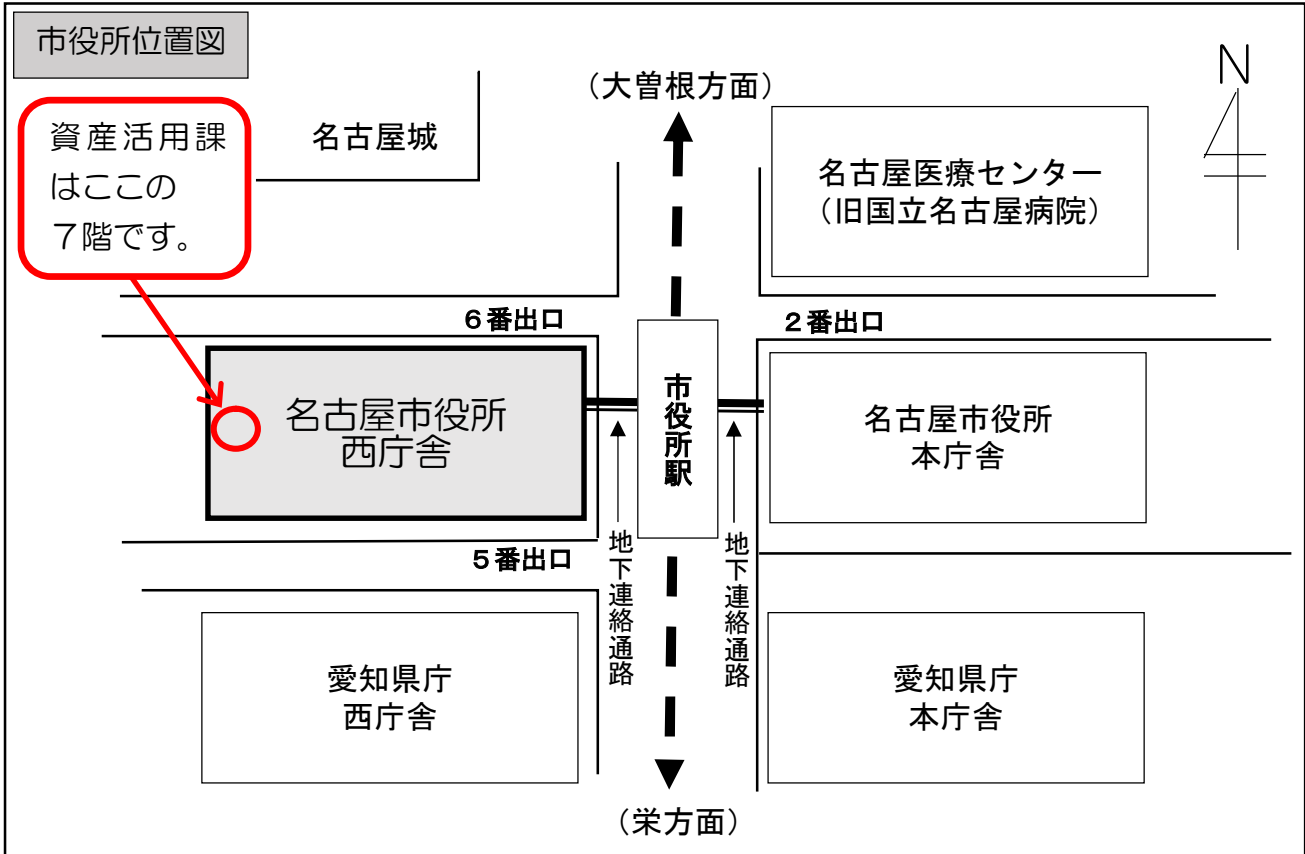 市役所位置図
N
（大曽根方面）
資産活用課
はここの
７階です。
名古屋城
名古屋医療センター
（旧国立名古屋病院）
６番出口
２番出口
市役所駅
名古屋市役所
西庁舎
名古屋市役所
本庁舎
５番出口
地下連絡通路
地下連絡通路
愛知県庁
西庁舎
愛知県庁
本庁舎
（栄方面）